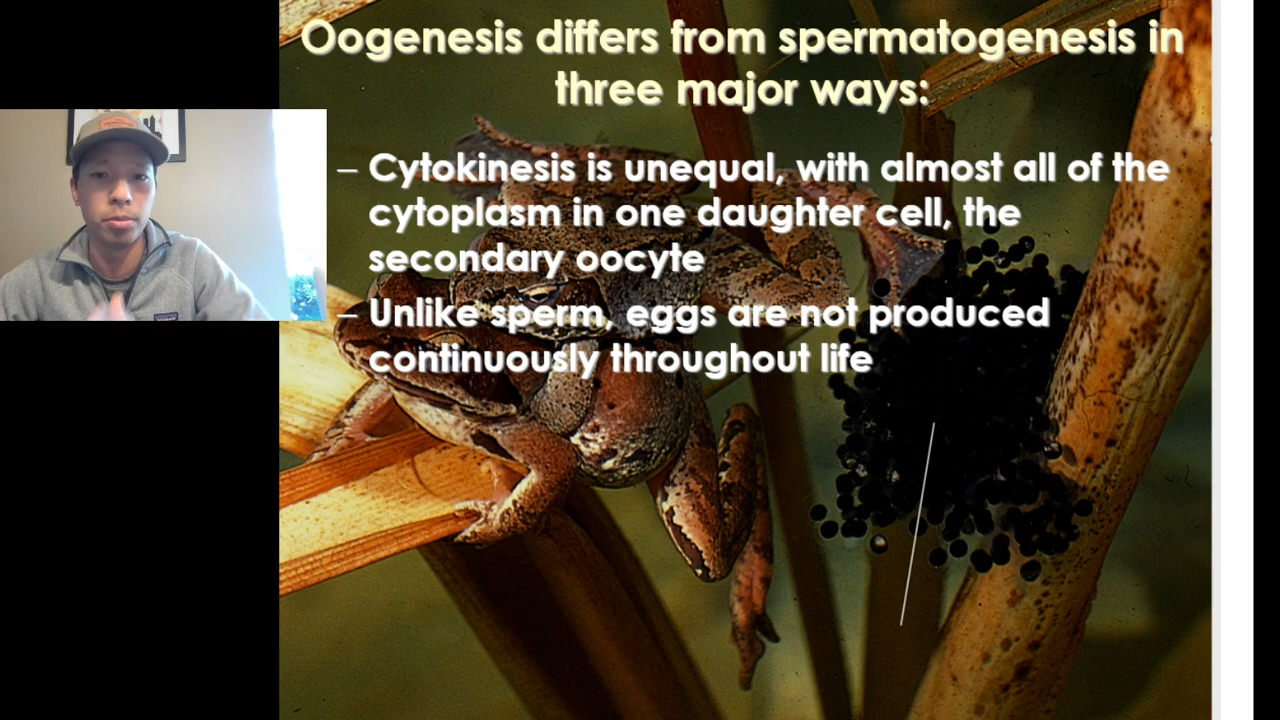 Oogenesis differs from spermatogenesis in
three major ways:
– Cytokinesis is unequal, with almost all of the
cytoplasm in one daughter cell, the
secondary oocyte
– Unlike sperm, eggs are not produced
continuously throughout life